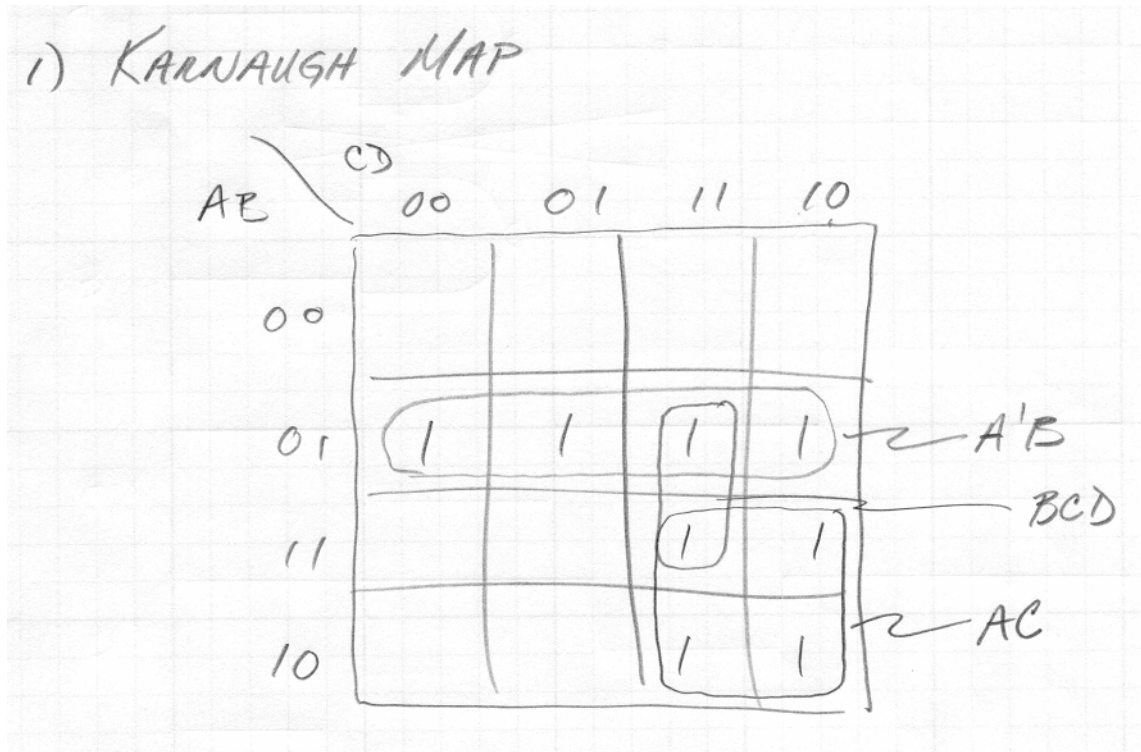 1) KARNAUGH MAP
CD
AB 00 01 11 10
00
01 1 1 1 1 A'B
BCD
11 1 1
AC
10 1 1